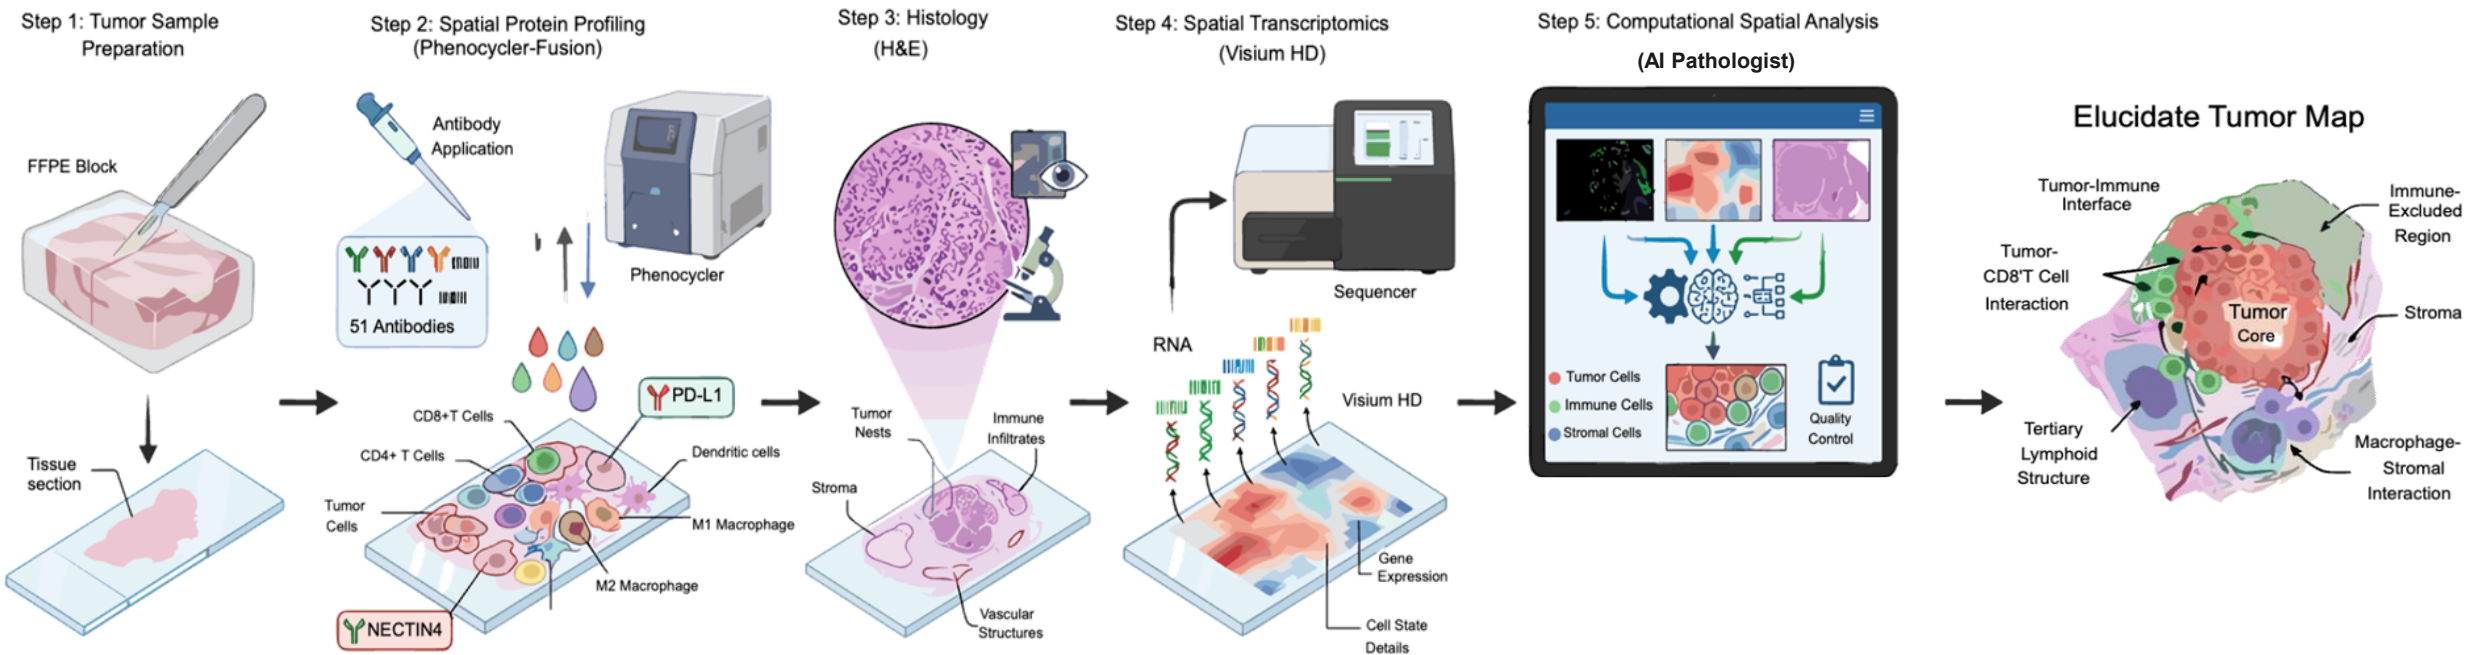 Step 1: Tumor Sample
Preparation
FFPE Block
Tissue
section
Step 2: Spatial Protein Profiling
(Phenocycler-Fusion)
Antibody
Application
51 Antibodies
Phenocycler
PD-L1
CD8+T Cells
CD4+ T Cells
Dendritic cells
Tumor
Cells
M1 Macrophage
M2 Macrophage
NECTIN4
Step 3: Histology
(H&E)
Tumor
Nests
Immune
Infiltrates
Stroma
Vascular
Structures
Step 4: Spatial Transcriptomics
(Visium HD)
Sequencer
RNA
Visium HD
Gene
Expression
Cell State
Details
Step 5: Computational Spatial Analysis
(AI Pathologist)
Tumor Cells
Immune Cells
Stromal Cells
Quality
Control
Elucidate Tumor Map
Tumor-Immune
Interface
Immune-
Excluded
Region
Tumor-
CD8'T Cell
Interaction
Tumor
Core
Stroma
Tertiary
Lymphoid
Structure
Macrophage-
Stromal
Interaction